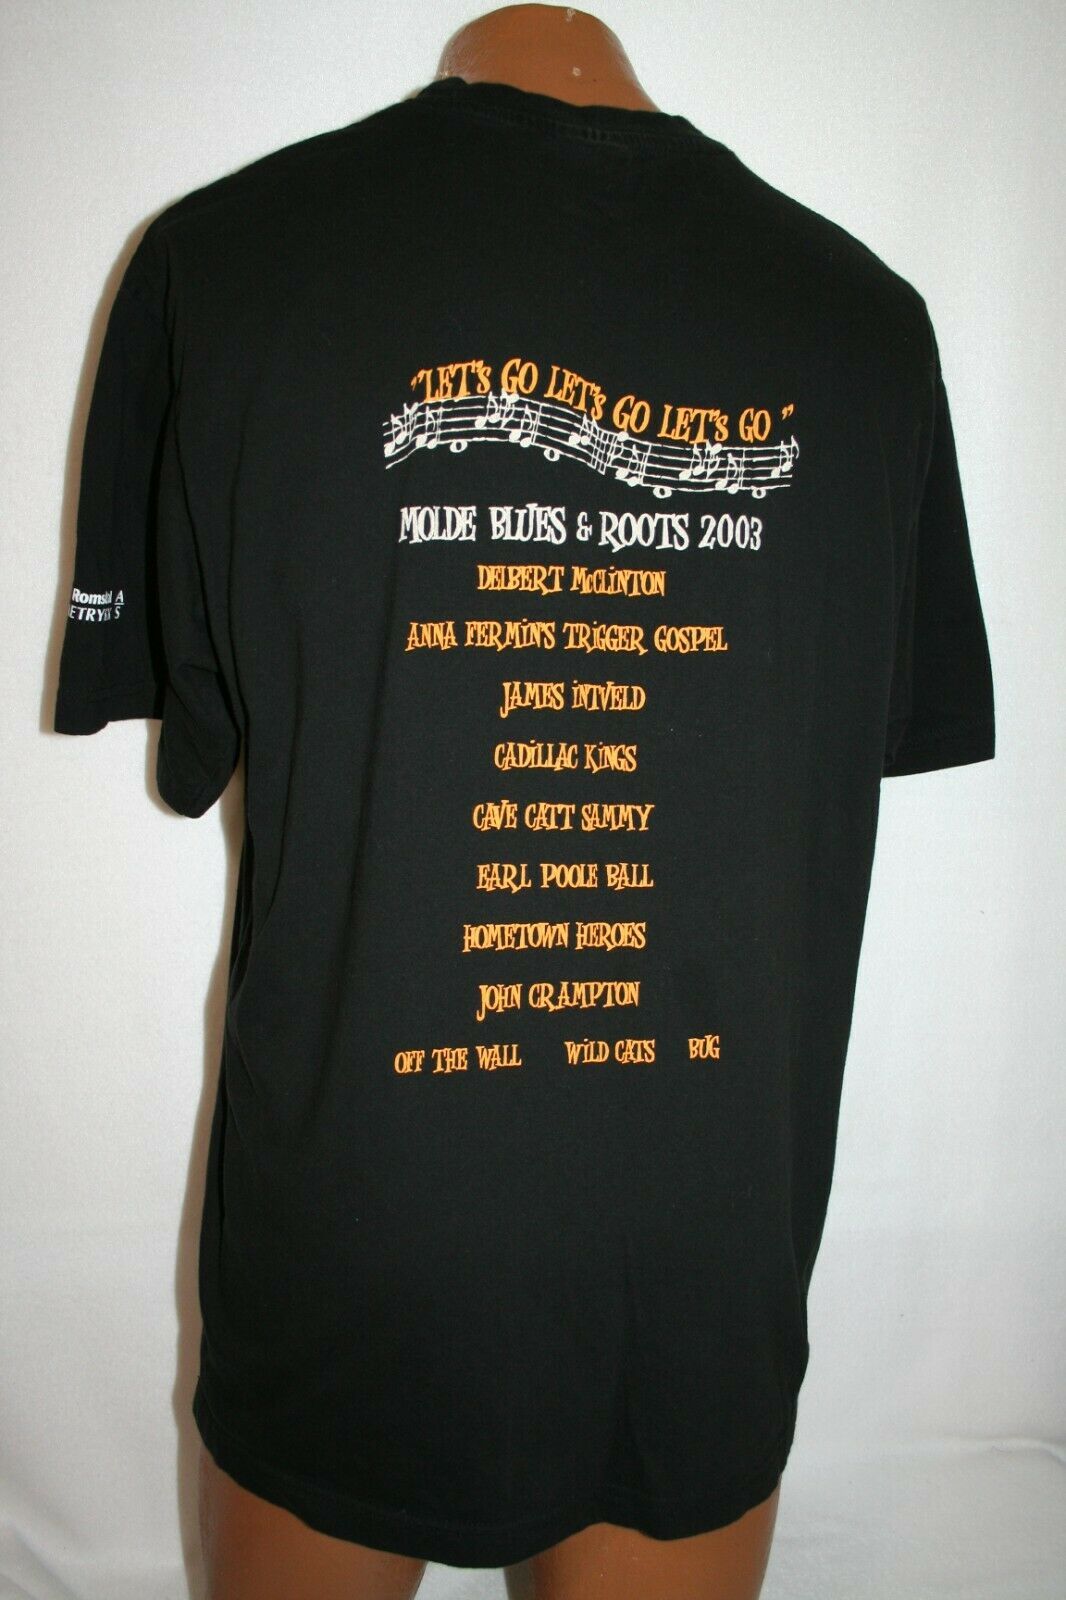 "LET'S GO LET'S GO LET'S GO"
MOLDE BLUES & ROOTS 2003
DELBERT McCLINTON
ANNA FERMIN'S TRIGGER GOSPEL
JAMES INTVELD
CADILLAC KINGS
CAVE CATT SAMMY
EARL POOLE BALL
HOMETOWN HEROES
JOHN CRAMPTON
OFF THE WALL WILD CATS BUG